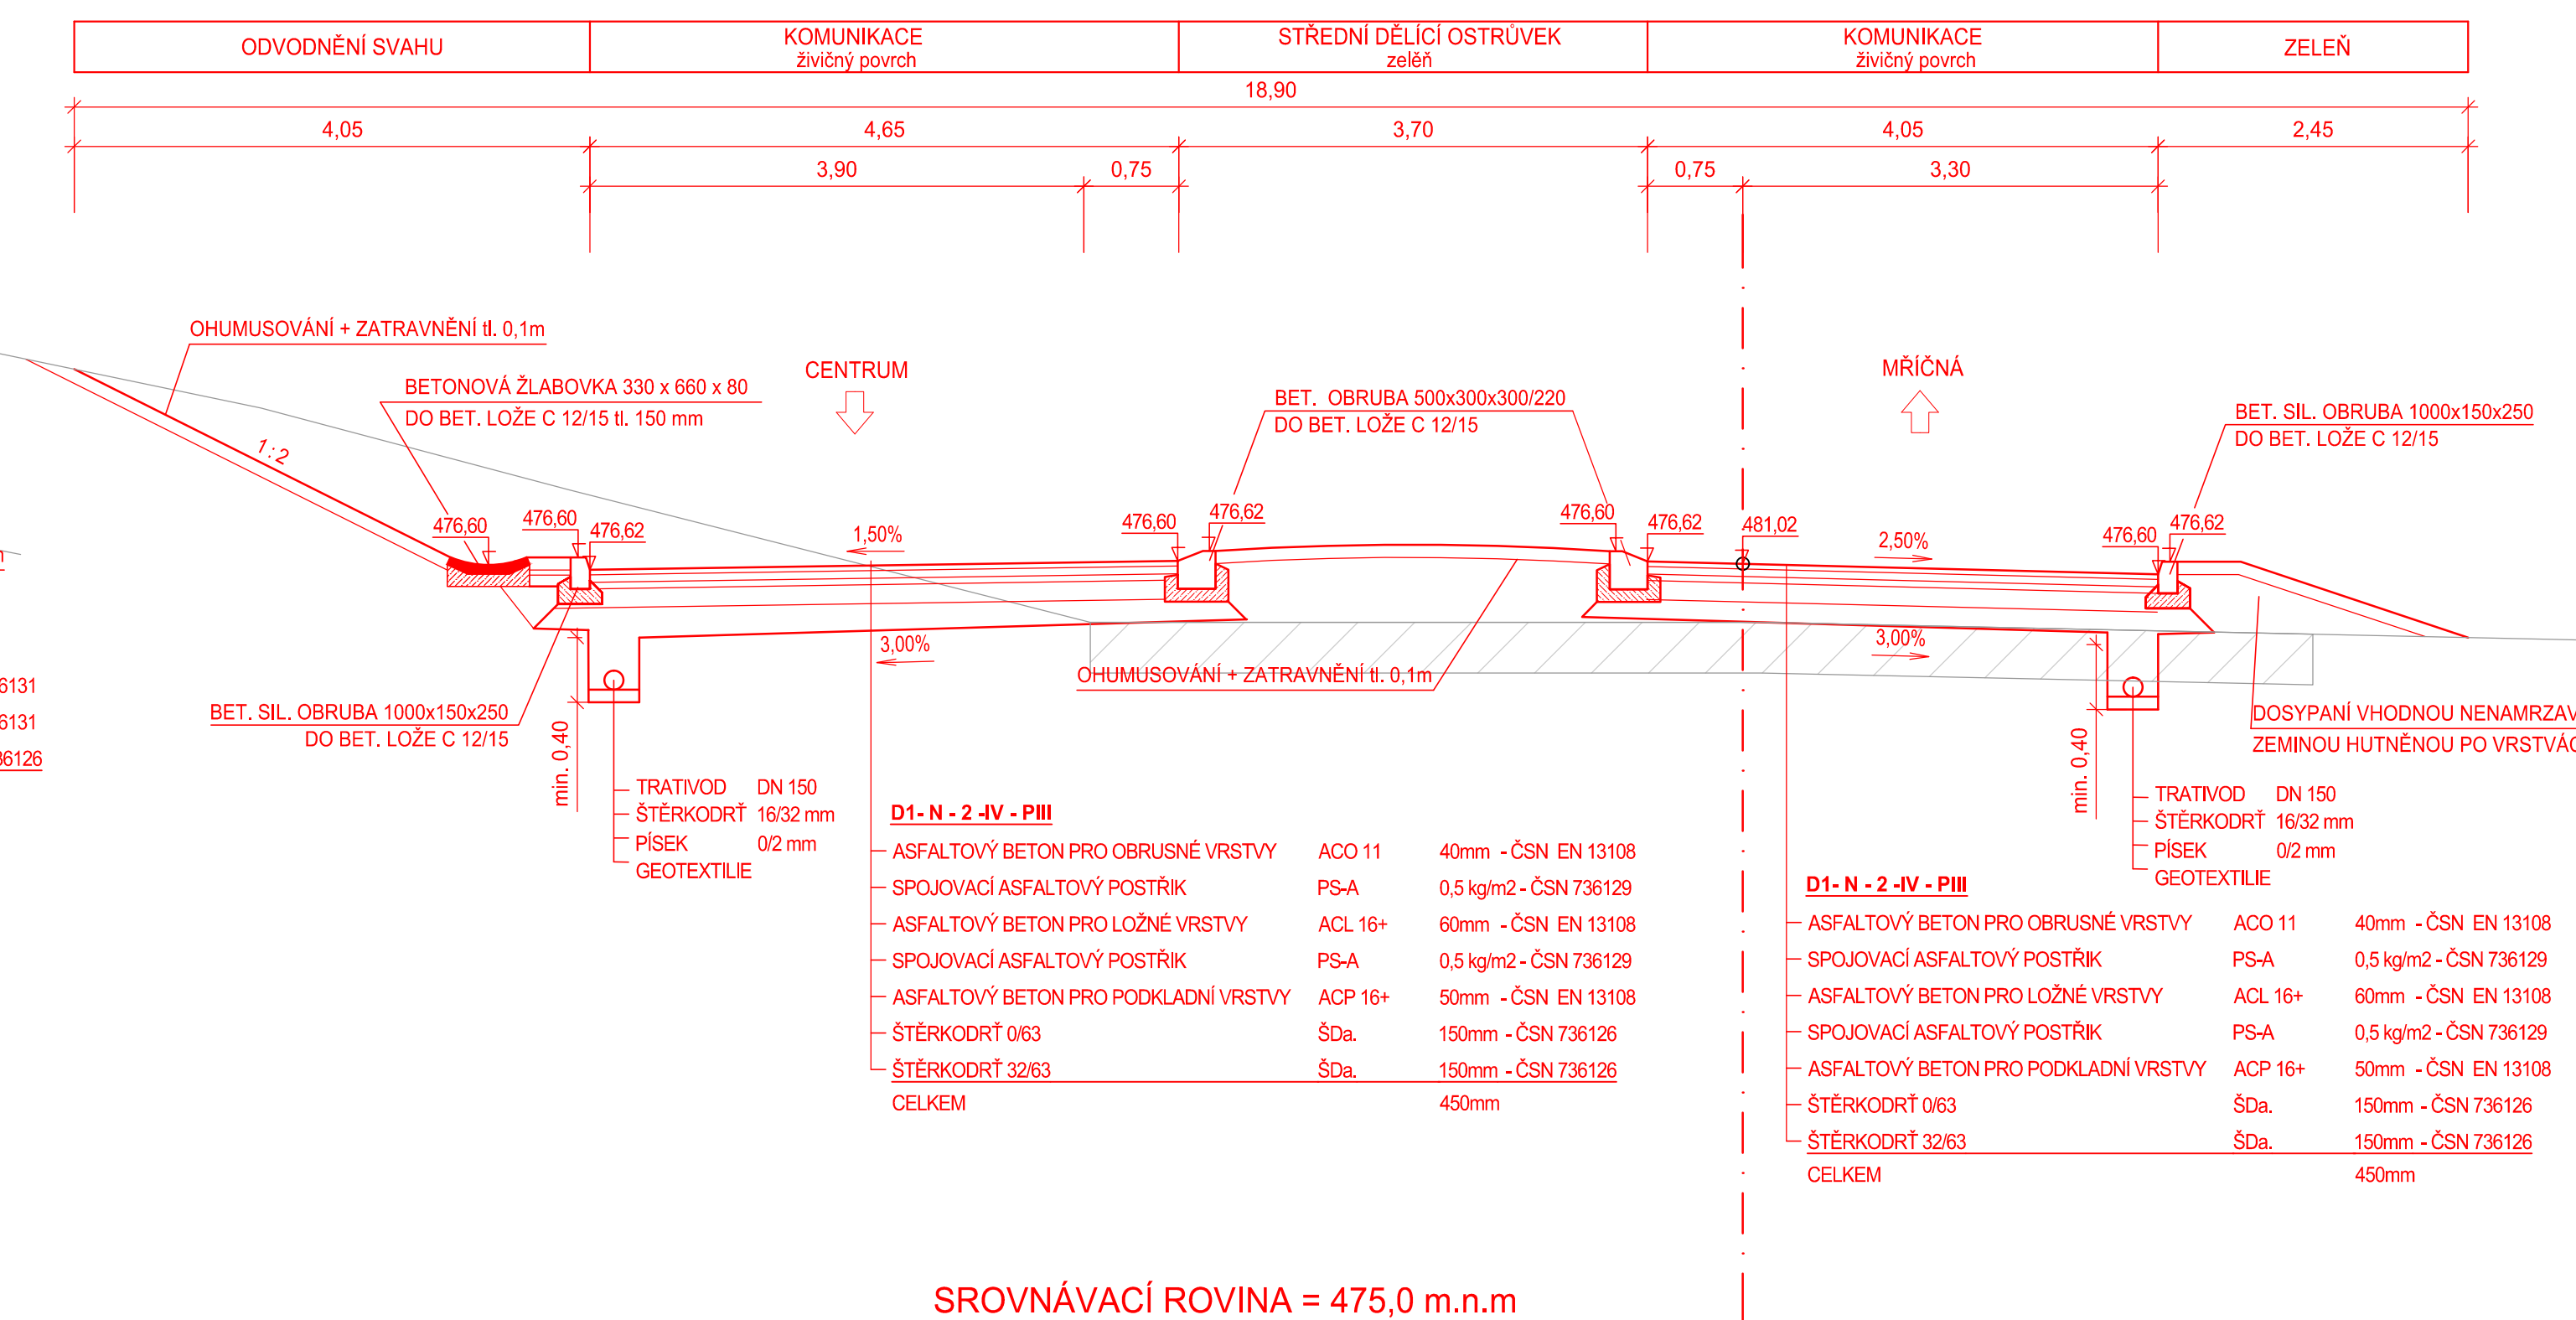 ODVODNĚNÍ SVAHU
KOMUNIKACE
živičný povrch
STŘEDNÍ DĚLÍCÍ OSTRŮVEK
zelěň
KOMUNIKACE
živičný povrch
ZELEŇ
18,90
4,05
4,65
3,70
4,05
2,45
3,90
0,75
0,75
3,30
OHUMUSOVÁNÍ + ZATRAVNĚNÍ tl. 0,1m
BETONOVÁ ŽLABOVKA 330 x 660 x 80
DO BET. LOŽE C 12/15 tl. 150 mm
CENTRUM
BET. OBRUBA 500x300x300/220
DO BET. LOŽE C 12/15
MŘÍČNÁ
BET. SIL. OBRUBA 1000x150x250
DO BET. LOŽE C 12/15
1:2
476,60
476,60
476,62
1,50%
476,60
476,62
476,60
476,62
481,02
2,50%
476,60
476,62
3,00%
3,00%
OHUMUSOVÁNÍ + ZATRAVNĚNÍ tl. 0,1m
6131
6131
36126
BET. SIL. OBRUBA 1000x150x250
DO BET. LOŽE C 12/15
min. 0,40
min. 0,40
DOSYPANÍ VHODNOU NENAMRZAV
ZEMINOU HUTNĚNOU PO VRSTVÁC
TRATIVOD DN 150
ŠTĚRKODRŤ 16/32 mm
PÍSEK 0/2 mm
GEOTEXTILIE
TRATIVOD DN 150
ŠTĚRKODRŤ 16/32 mm
PÍSEK 0/2 mm
GEOTEXTILIE
D1- N - 2 -IV - PIII
ASFALTOVÝ BETON PRO OBRUSNÉ VRSTVY ACO 11 40mm - ČSN EN 13108
SPOJOVACÍ ASFALTOVÝ POSTŘIK PS-A 0,5 kg/m2 - ČSN 736129
ASFALTOVÝ BETON PRO LOŽNÉ VRSTVY ACL 16+ 60mm - ČSN EN 13108
SPOJOVACÍ ASFALTOVÝ POSTŘIK PS-A 0,5 kg/m2 - ČSN 736129
ASFALTOVÝ BETON PRO PODKLADNÍ VRSTVY ACP 16+ 50mm - ČSN EN 13108
ŠTĚRKODRŤ 0/63 ŠDa. 150mm - ČSN 736126
ŠTĚRKODRŤ 32/63 ŠDa. 150mm - ČSN 736126
CELKEM 450mm
D1- N - 2 -IV - PIII
ASFALTOVÝ BETON PRO OBRUSNÉ VRSTVY ACO 11 40mm - ČSN EN 13108
SPOJOVACÍ ASFALTOVÝ POSTŘIK PS-A 0,5 kg/m2 - ČSN 736129
ASFALTOVÝ BETON PRO LOŽNÉ VRSTVY ACL 16+ 60mm - ČSN EN 13108
SPOJOVACÍ ASFALTOVÝ POSTŘIK PS-A 0,5 kg/m2 - ČSN 736129
ASFALTOVÝ BETON PRO PODKLADNÍ VRSTVY ACP 16+ 50mm - ČSN EN 13108
ŠTĚRKODRŤ 0/63 ŠDa. 150mm - ČSN 736126
ŠTĚRKODRŤ 32/63 ŠDa. 150mm - ČSN 736126
CELKEM 450mm
SROVNÁVACÍ ROVINA = 475,0 m.n.m